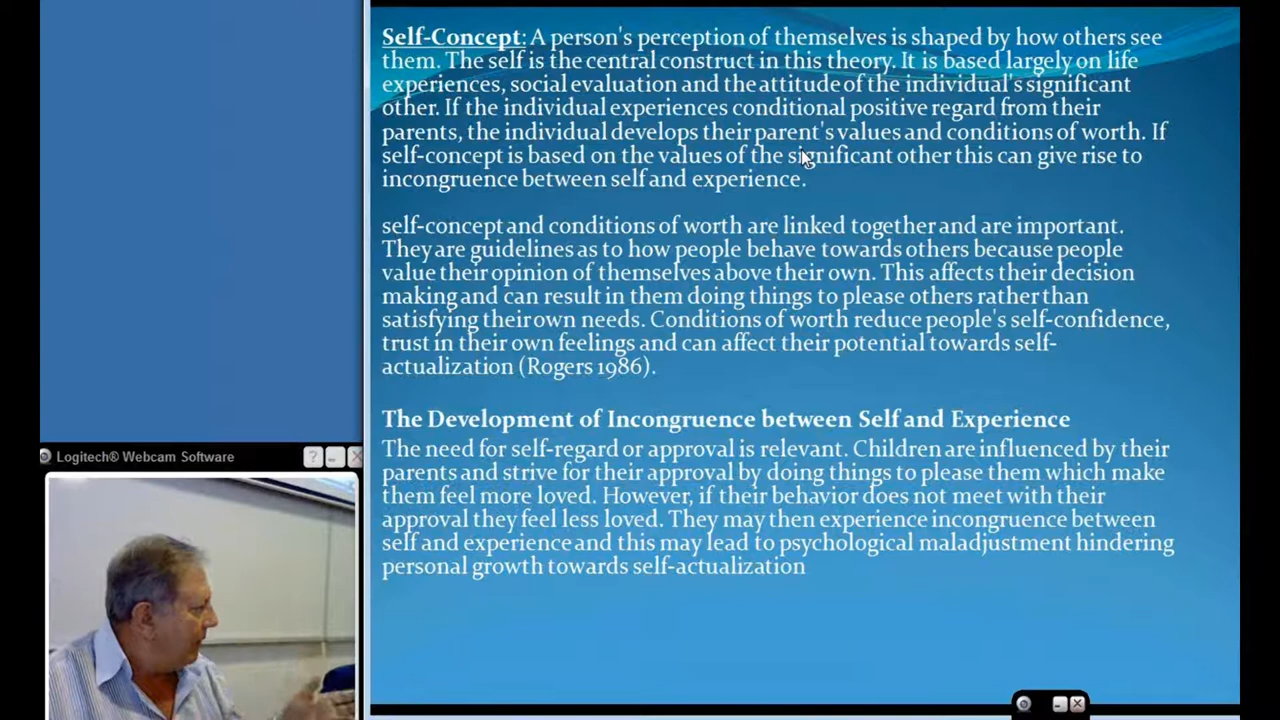 Self-Concept: A person's perception of themselves is shaped by how others see
them. The self is the central construct in this theory. It is based largely on life
experiences, social evaluation and the attitude of the individual's significant
other. If the individual experiences conditional positive regard from their
parents, the individual develops their parent's values and conditions of worth. If
self-concept is based on the values of the significant other this can give rise to
incongruence between self and experience.
self-concept and conditions of worth are linked together and are important.
They are guidelines as to how people behave towards others because people
value their opinion of themselves above their own. This affects their decision
making and can result in them doing things to please others rather than
satisfying their own needs. Conditions of worth reduce people's self-confidence,
trust in their own feelings and can affect their potential towards self-
actualization (Rogers 1986).
The Development of Incongruence between Self and Experience
The need for self-regard or approval is relevant. Children are influenced by their
parents and strive for their approval by doing things to please them which make
them feel more loved. However, if their behavior does not meet with their
approval they feel less loved. They may then experience incongruence between
self and experience and this may lead to psychological maladjustment hindering
personal growth towards self-actualization
Logitech® Webcam Software